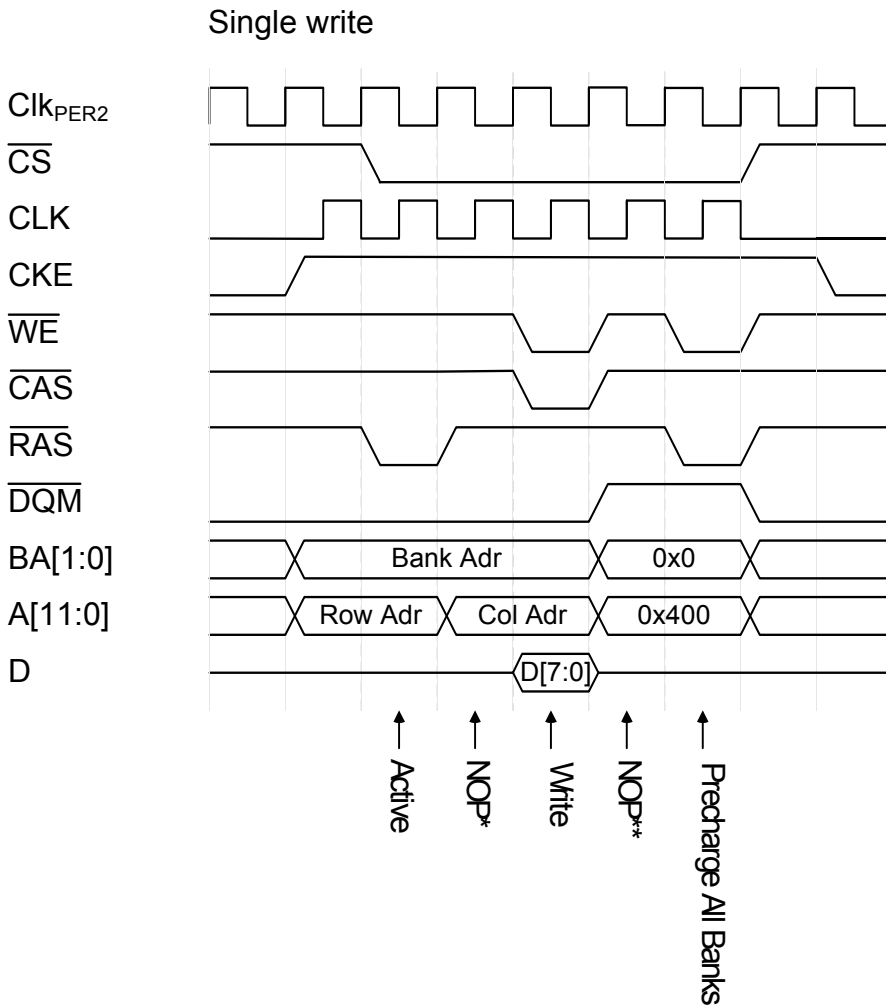 Single write
ClkPER2
CS
CLK
CKE
WE
CAS
RAS
DQM
BA[1:0] Bank Adr 0x0
A[11:0] Row Adr Col Adr 0x400
D D[7:0]
Active
NOP*
Write
NOP**
Precharge All Banks